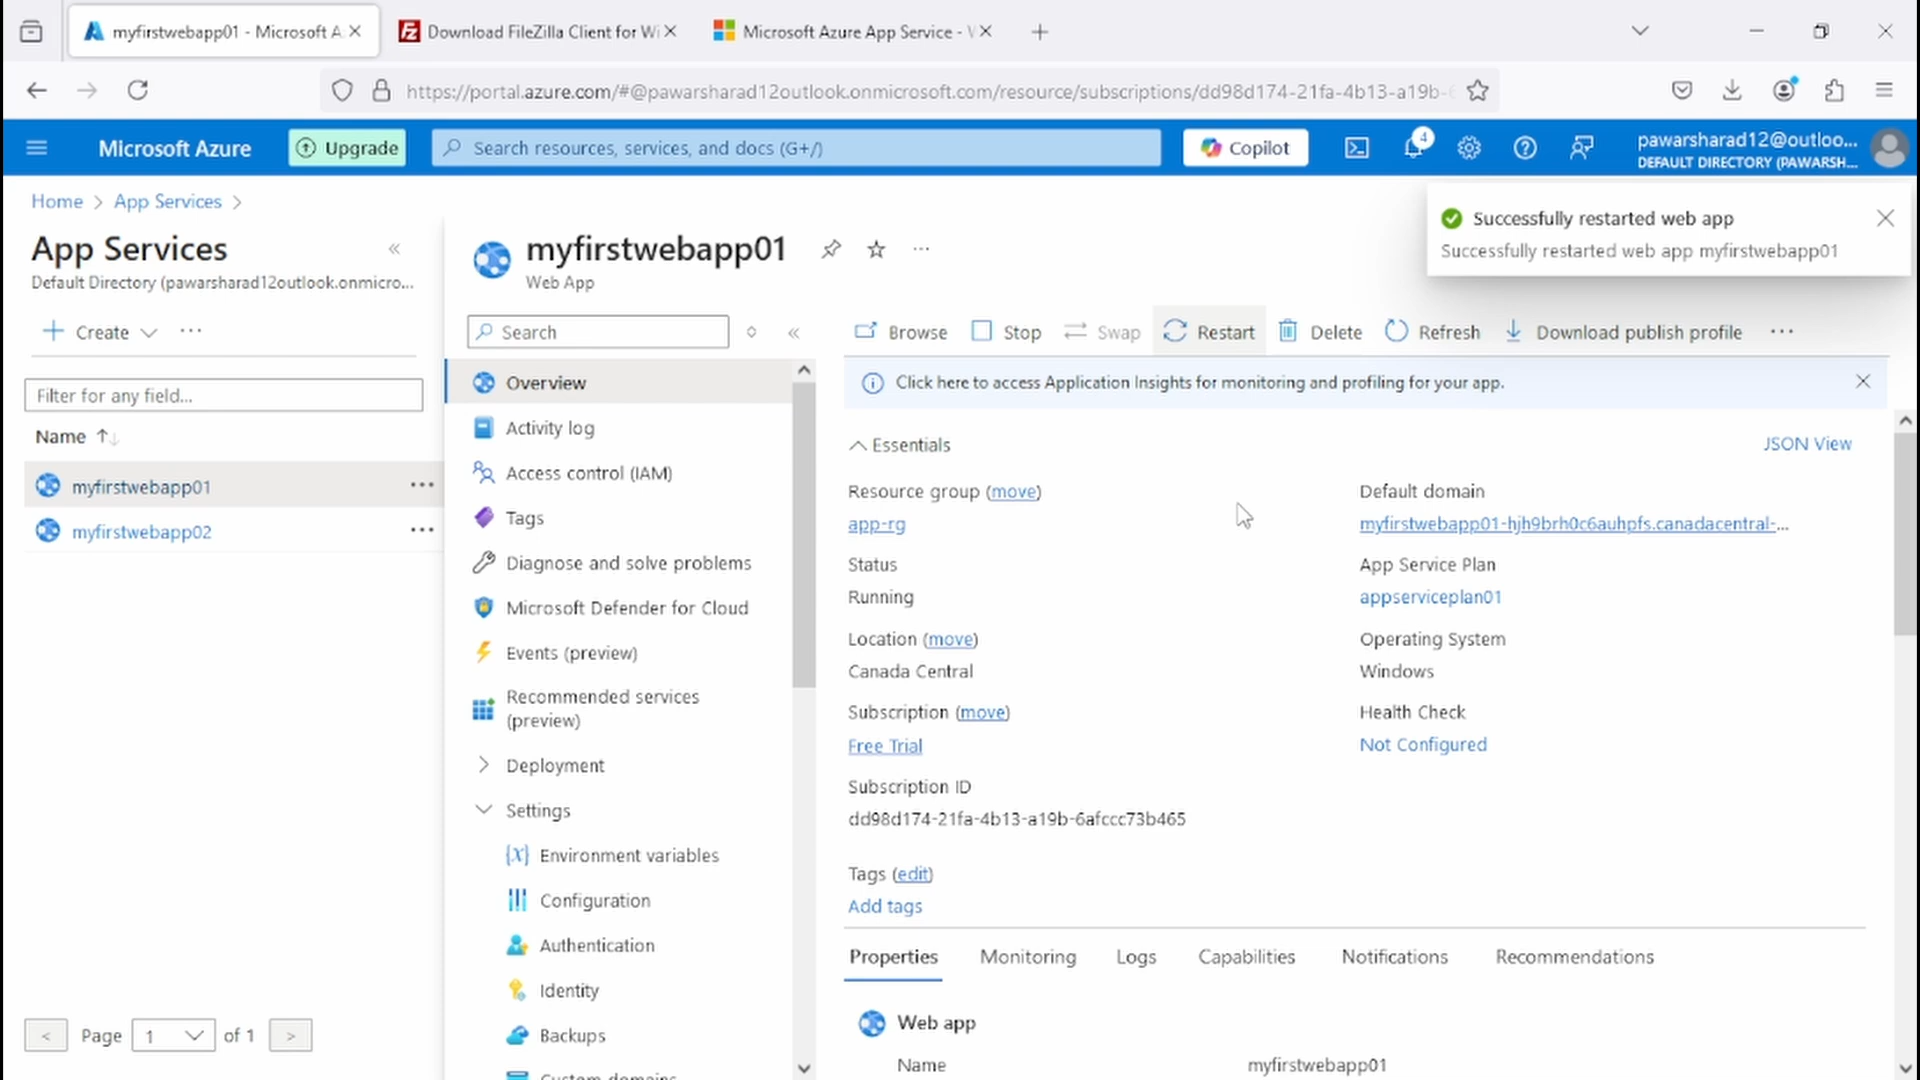 myfirstwebapp01 - Microsoft A
Download FileZilla Client for Wi
Microsoft Azure App Service -
https://portal.azure.com/#@pawarsharad12outlook.onmicrosoft.com/resource/subscriptions/dd98d174-21fa-4b13-a19b-
Microsoft Azure
Upgrade
Search resources, services, and docs (G+/)
Copilot
4
pawarsharad12@outloo...
DEFAULT DIRECTORY (PAWARSH...
Home > App Services >
Successfully restarted web app
Successfully restarted web app myfirstwebapp01
App Services
Default Directory (pawarsharad12outlook.onmicro...
Create
Filter for any field...
Name
myfirstwebapp01
myfirstwebapp02
< Page 1 of 1 >
myfirstwebapp01
Web App
Search
Overview
Activity log
Access control (IAM)
Tags
Diagnose and solve problems
Microsoft Defender for Cloud
Events (preview)
Recommended services
(preview)
Deployment
Settings
Environment variables
Configuration
Authentication
Identity
Backups
Custom domains
Browse Stop Swap Restart Delete Refresh Download publish profile ...
Click here to access Application Insights for monitoring and profiling for your app.
Essentials
JSON View
Resource group (move)
app-rg
Status
Running
Location (move)
Canada Central
Subscription (move)
Free Trial
Subscription ID
dd98d174-21fa-4b13-a19b-6afccc73b465
Default domain
myfirstwebapp01-hjh9brh0c6auhpfs.canadacentral-...
App Service Plan
appserviceplan01
Operating System
Windows
Health Check
Not Configured
Tags (edit)
Add tags
Properties Monitoring Logs Capabilities Notifications Recommendations
Web app
Name myfirstwebapp01